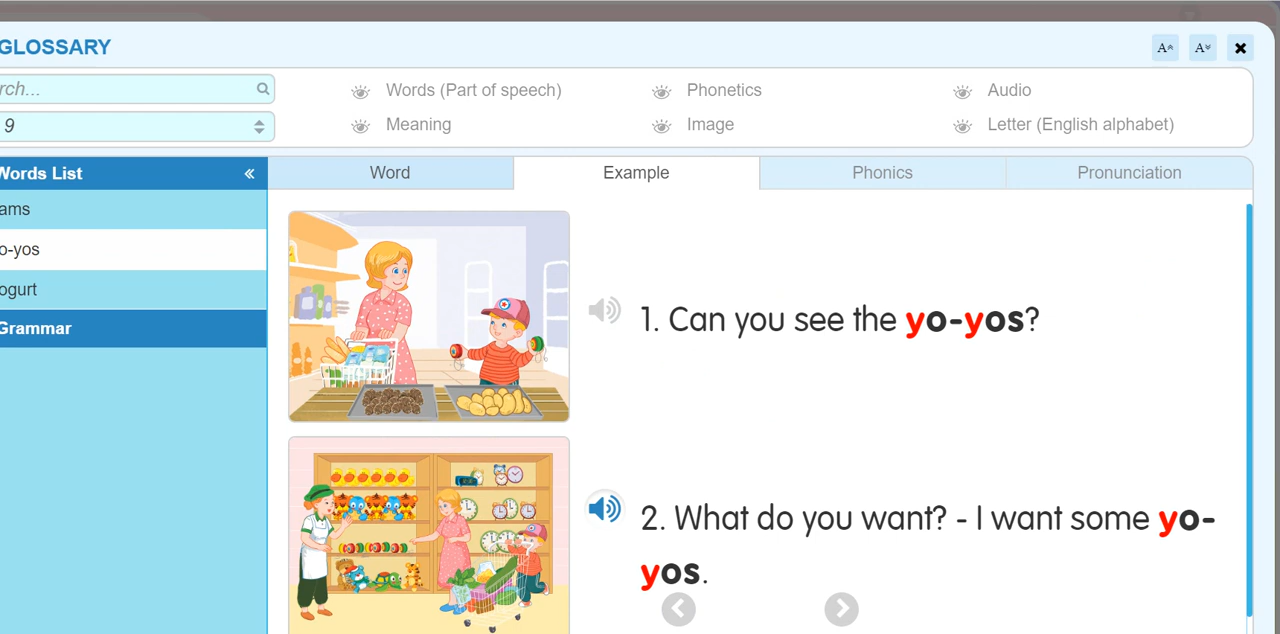 GLOSSARY
A A
rch...
9
Words (Part of speech)
Phonetics
Audio
Meaning
Image
Letter (English alphabet)
Words List
«
Word
Example
Phonics
Pronunciation
ams
o-yos
ogurt
Grammar
1. Can you see the yo-yos?
2. What do you want? - I want some yo-
yos.